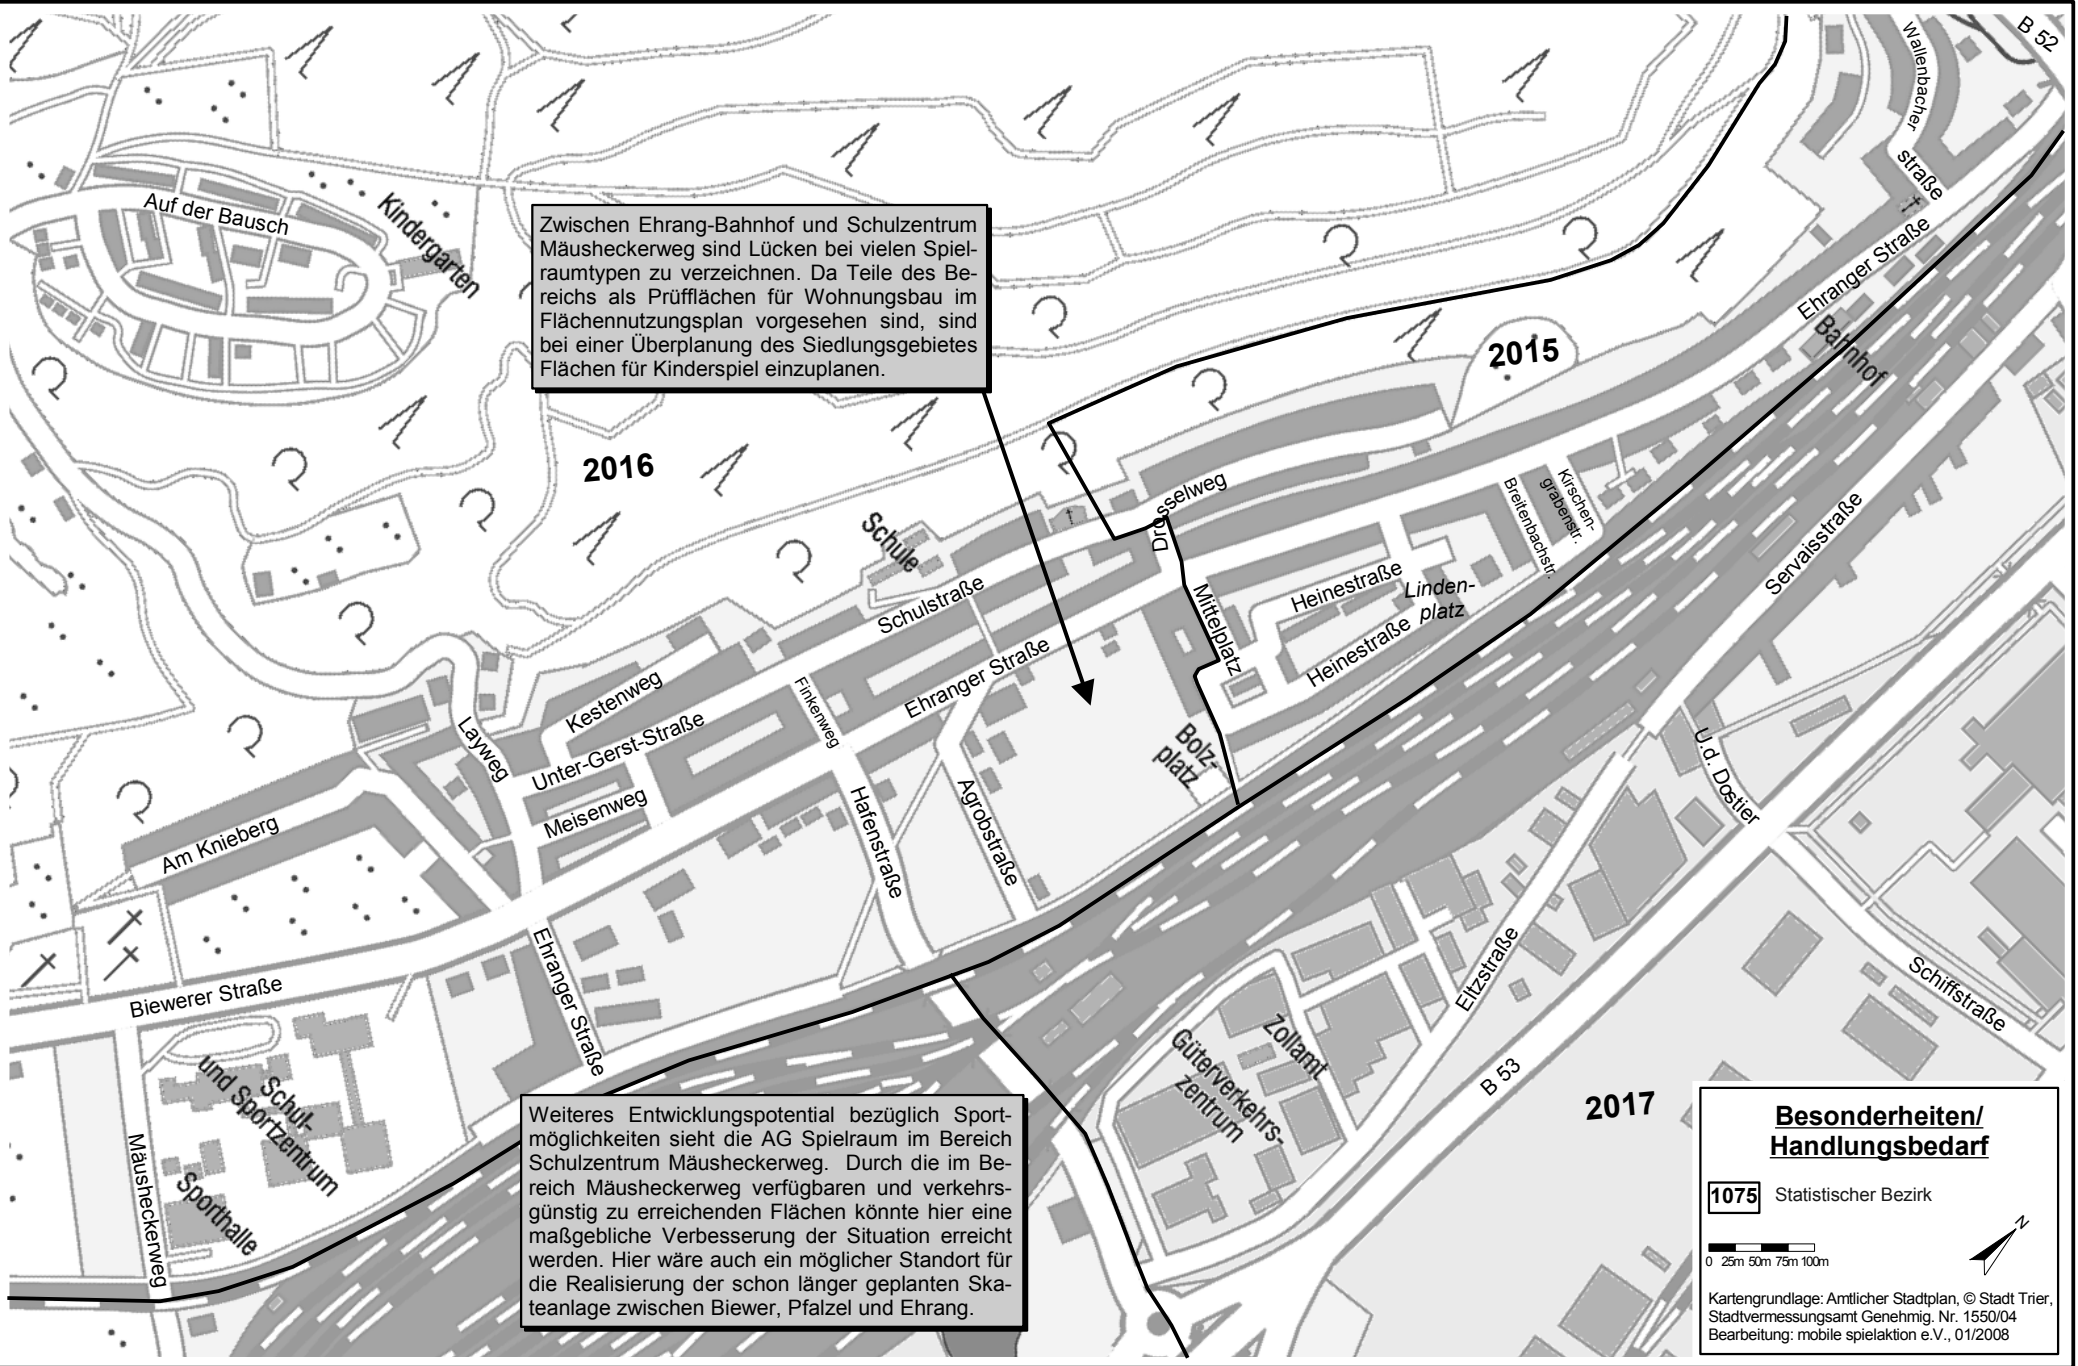 B 52
Wallenbacher
straße
Auf der Bausch
Kindergarten
Zwischen Ehrang-Bahnhof und Schulzentrum
Mäusheckerweg sind Lücken bei vielen Spiel-
raumtypen zu verzeichnen. Da Teile des Be-
reichs als Prüfflächen für Wohnungsbau im
Flächennutzungsplan vorgesehen sind, sind
bei einer Überplanung des Siedlungsgebietes
Flächen für Kinderspiel einzuplanen.
Ehranger Straße
Bahnhof
2015
2016
Drosselweg
Schule
Schulstraße
Kirschen-
grabenstr.
Breitenbachstr.
Servaisstraße
Heinestraße
Linden-
platz
Heinestraße
Mittelplatz
Ehranger Straße
Kestenweg
Finkenweg
Unter-Gerst-Straße
Layweg
Meisenweg
Bolz-
platz
U.d. Dostier
Hafenstraße
Agrobstraße
Am Knieberg
Ehranger Straße
Biewerer Straße
Eltzstraße
Schiffstraße
Güterverkehrs-
zentrum
Zollamt
B 53
2017
Schul-
und Sportzentrum
Sporthalle
Mäusheckerweg
Weiteres Entwicklungspotential bezüglich Sport-
möglichkeiten sieht die AG Spielraum im Bereich
Schulzentrum Mäusheckerweg. Durch die im Be-
reich Mäusheckerweg verfügbaren und verkehrs-
günstig zu erreichenden Flächen könnte hier eine
maßgebliche Verbesserung der Situation erreicht
werden. Hier wäre auch ein möglicher Standort für
die Realisierung der schon länger geplanten Ska-
teanlage zwischen Biewer, Pfalzel und Ehrang.
Besonderheiten/
Handlungsbedarf
1075 Statistischer Bezirk
N
0 25m 50m 75m 100m
Kartengrundlage: Amtlicher Stadtplan, © Stadt Trier,
Stadtvermessungsamt Genehmig. Nr. 1550/04
Bearbeitung: mobile spielaktion e.V., 01/2008